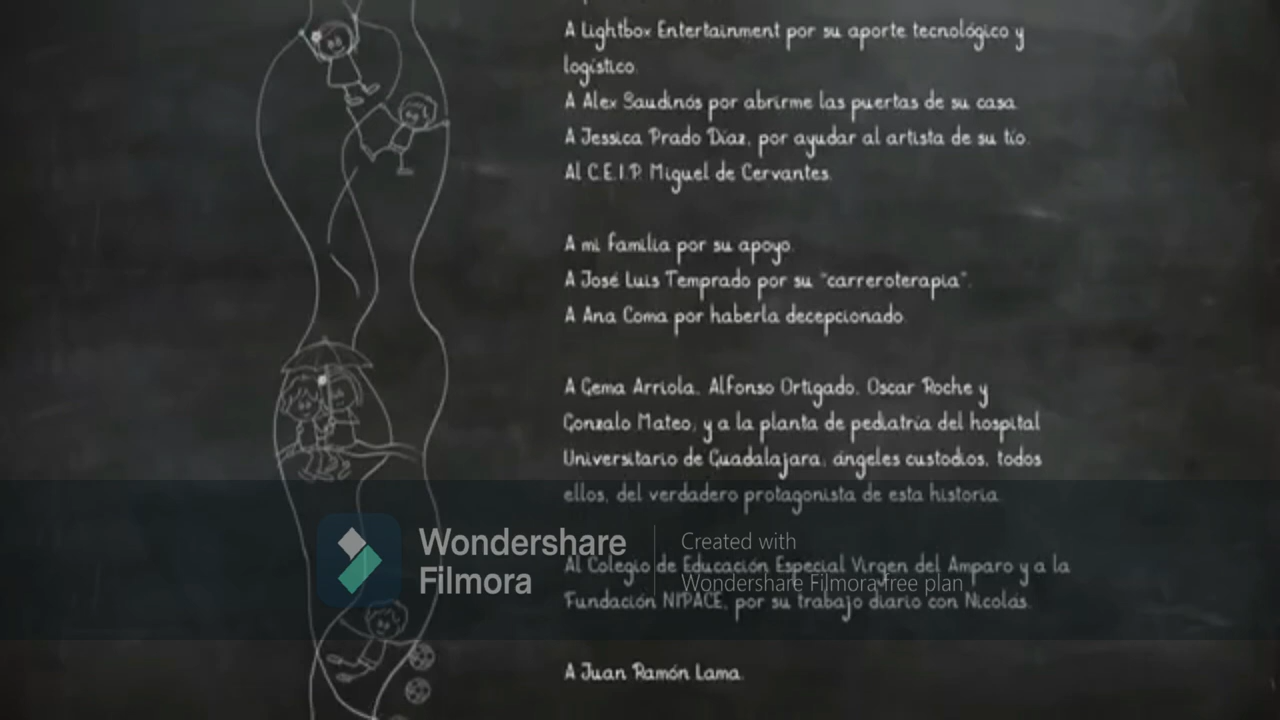 A Lightbox Entertainment por su aporte tecnológico y
logístico.
A Alex Saudinós por abrirme las puertas de su casa.
A Jessica Prado Díaz, por ayudar al artista de su tío.
Al C.E.I.P. Miguel de Cervantes.
A mi familia por su apoyo.
A José Luis Temprado por su "carreroterapia".
A Ana Coma por haberla decepcionado.
A Gema Arriola, Alfonso Ortigado, Oscar Roche y
Gonzalo Mateo, y a la planta de pediatría del hospital
Universitario de Guadalajara, ángeles custodios, todos
ellos, del verdadero protagonista de esta historia.
Wondershare
Filmora
Created with
Wondershare Filmora free plan
Al Colegio de Educación Especial Virgen del Amparo y a la
Fundación NIPACE, por su trabajo diario con Nicolás.
A Juan Ramón Lama.